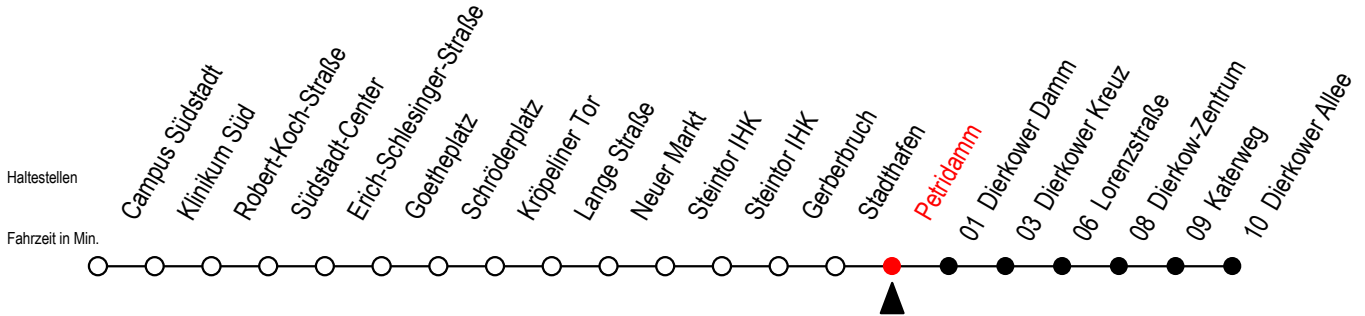 Haltestellen
Campus Südstadt
Klinikum Süd
Robert-Koch-Straße
Südstadt-Center
Erich-Schlesinger-Straße
Goetheplatz
Schröderplatz
Kröpeliner Tor
Lange Straße
Neuer Markt
Steintor IHK
Steintor IHK
Gerberbruch
Stadthafen
Petridamm
01 Dierkower Damm
03 Dierkower Kreuz
06 Lorenzstraße
08 Dierkow-Zentrum
09 Katenweg
10 Dierkower Allee
Fahrzeit in Min.